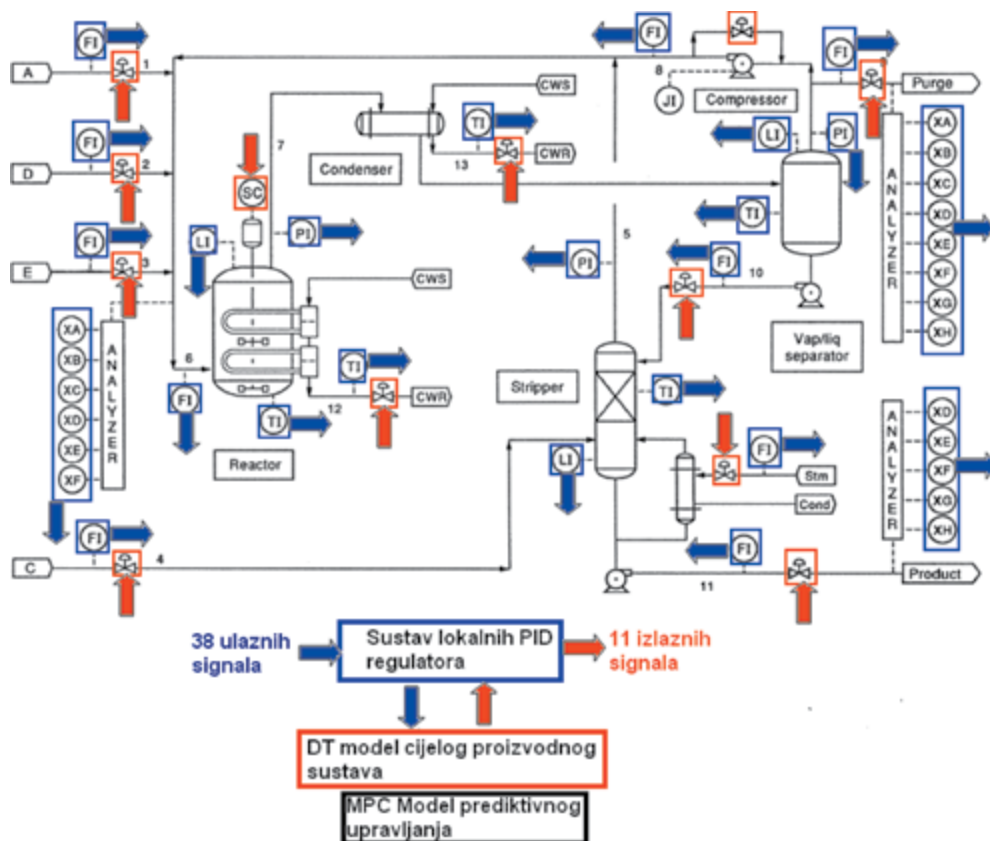 FI
FI
FI
8
JI
Compressor
FI
9
Purge
A
1
CWS
TI
CWR
13
Condenser
7
LI
PI
XA
XB
XC
XD
XE
XF
XG
XH
ANALYZER
FI
D
2
SC
LI
PI
TI
5
PI
FI
10
FI
E
3
CWS
Vap/liq
separator
XA
XB
XC
XD
XE
XF
ANALYZER
6
FI
TI
TI
12
CWR
Reactor
Stripper
TI
LI
FI
Stm
Cond
XD
XE
XF
XG
XH
ANALYZER
FI
C
4
FI
11
Product
38 ulaznih
signala
Sustav lokalnih PID
regulatora
11 izlaznih
signala
DT model cijelog proizvodnog
sustava
MPC Model prediktivnog
upravljanja